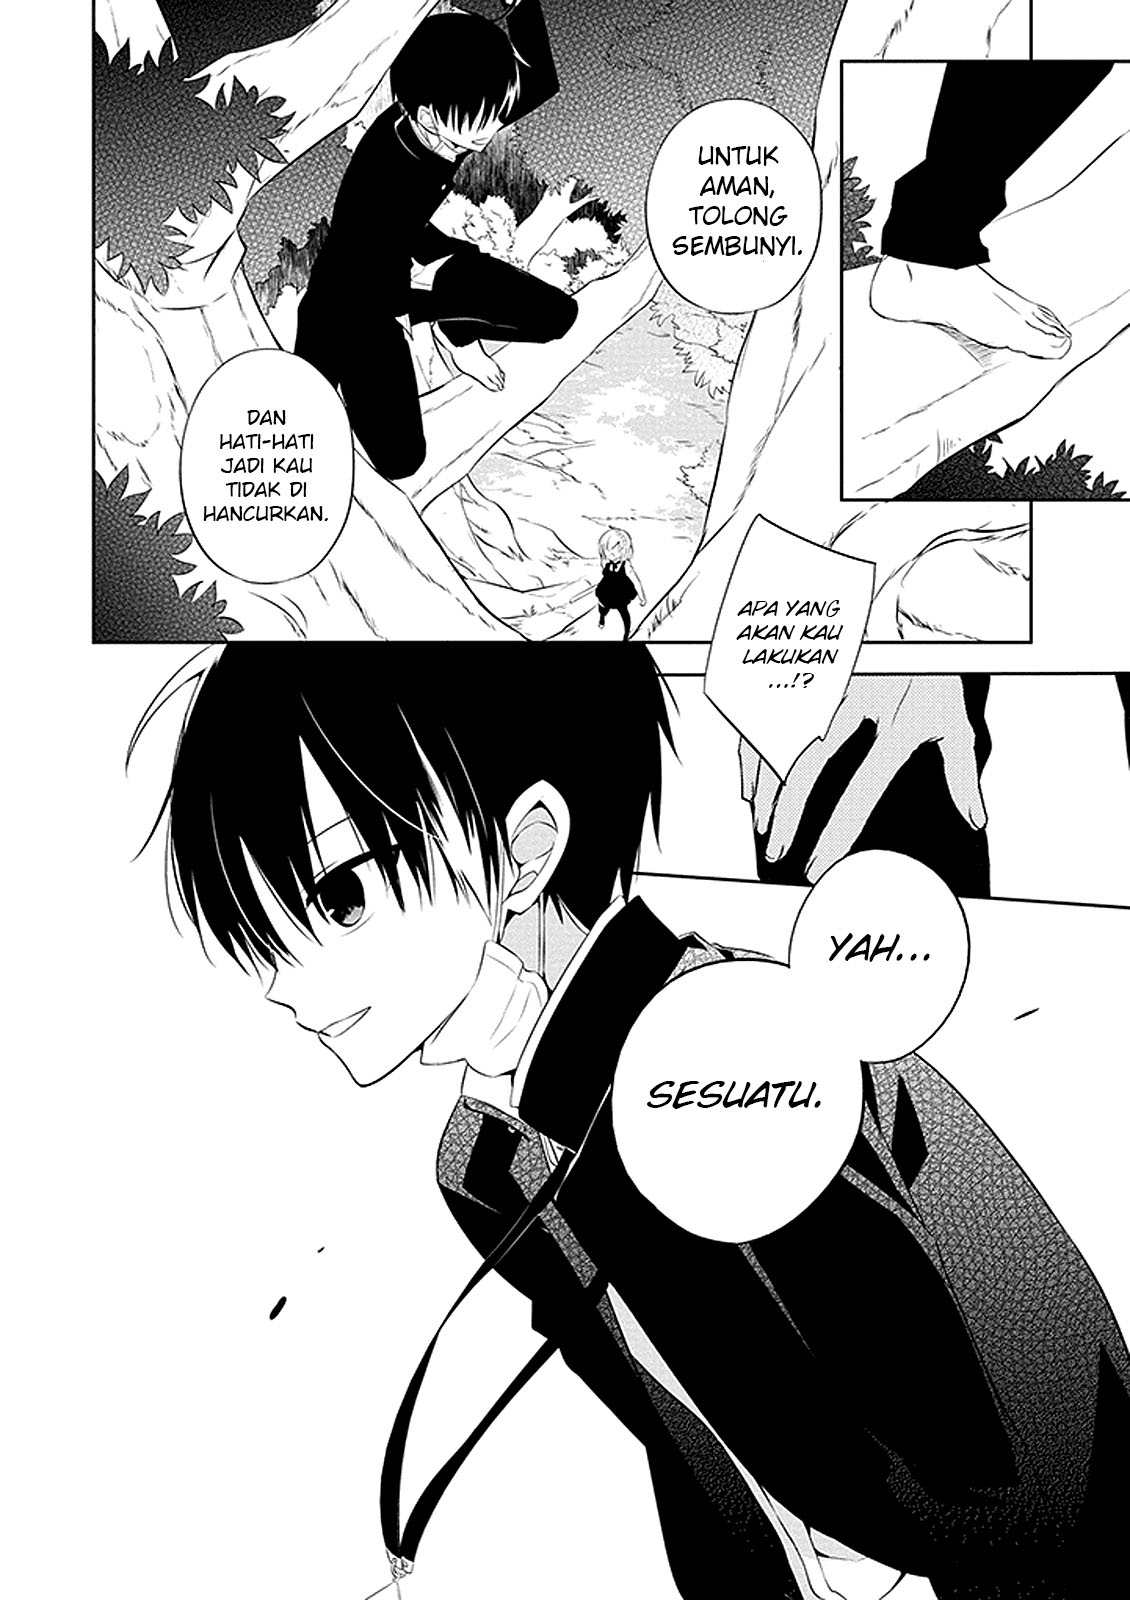 UNTUK
AMAN,
TOLONG
SEMBUNYI.
DAN
HATI-HATI
JADI KAU
TIDAK DI
HANCURKAN.
APA YANG
AKAN KAU
LAKUKAN
...!?
YAH...
SESUATU.